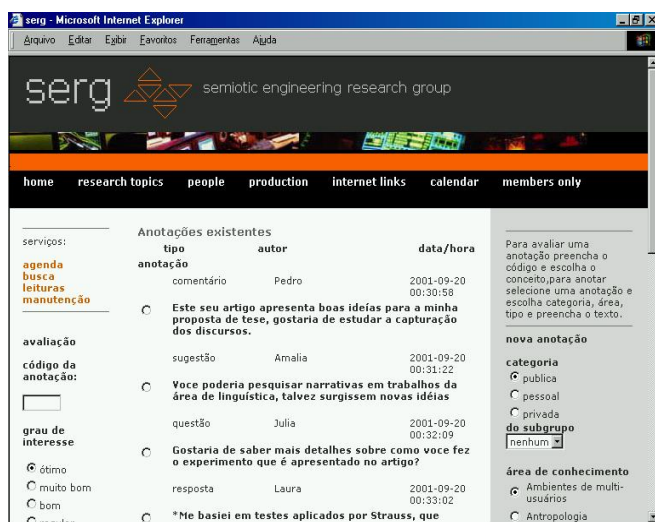 serg - Microsoft Internet Explorer
Arquivo Editar Exibir Favoritos Ferramentas Ajuda
serg semiotic engineering research group
home research topics people production internet links calendar members only
serviços:
agenda
busca
leituras
manutenção
avaliação
código da
anotação:
grau de
interesse
ótimo
muito bom
bom
Anotações existentes
tipo autor data/hora
anotação
comentário Pedro 2001-09-20
00:30:58
Este seu artigo apresenta boas ideías para a minha
proposta de tese, gostaria de estudar a capturação
dos discursos.
sugestão Amalia 2001-09-20
00:31:22
Voce poderia pesquisar narrativas em trabalhos da
área de linguística, talvez surgissem novas idéias
questão Julia 2001-09-20
00:32:09
Gostaria de saber mais detalhes sobre como voce fez
o experimento que é apresentado no artigo?
resposta Laura 2001-09-20
00:33:02
*Me basiei em testes aplicados por Strauss, que
Para avaliar uma
anotação preencha o
código e escolha o
conceito,para anotar
selecione uma anotação e
escolha categoria, área,
tipo e preencha o texto.
nova anotação
categoria
publica
pessoal
privada
do subgrupo
nenhum
área de conhecimento
Ambientes de multi-
usuários
Antropologia